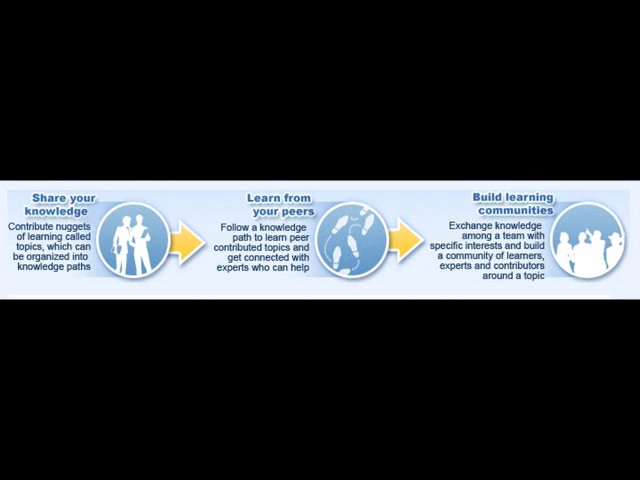 Share your
knowledge
Contribute nuggets
of learning called
topics, which can
be organized into
knowledge paths
Learn from
your peers
Follow a knowledge
path to learn peer
contributed topics and
get connected with
experts who can help
Build learning
communities
Exchange knowledge
among a team with
specific interests and build
a community of learners,
experts and contributors
around a topic